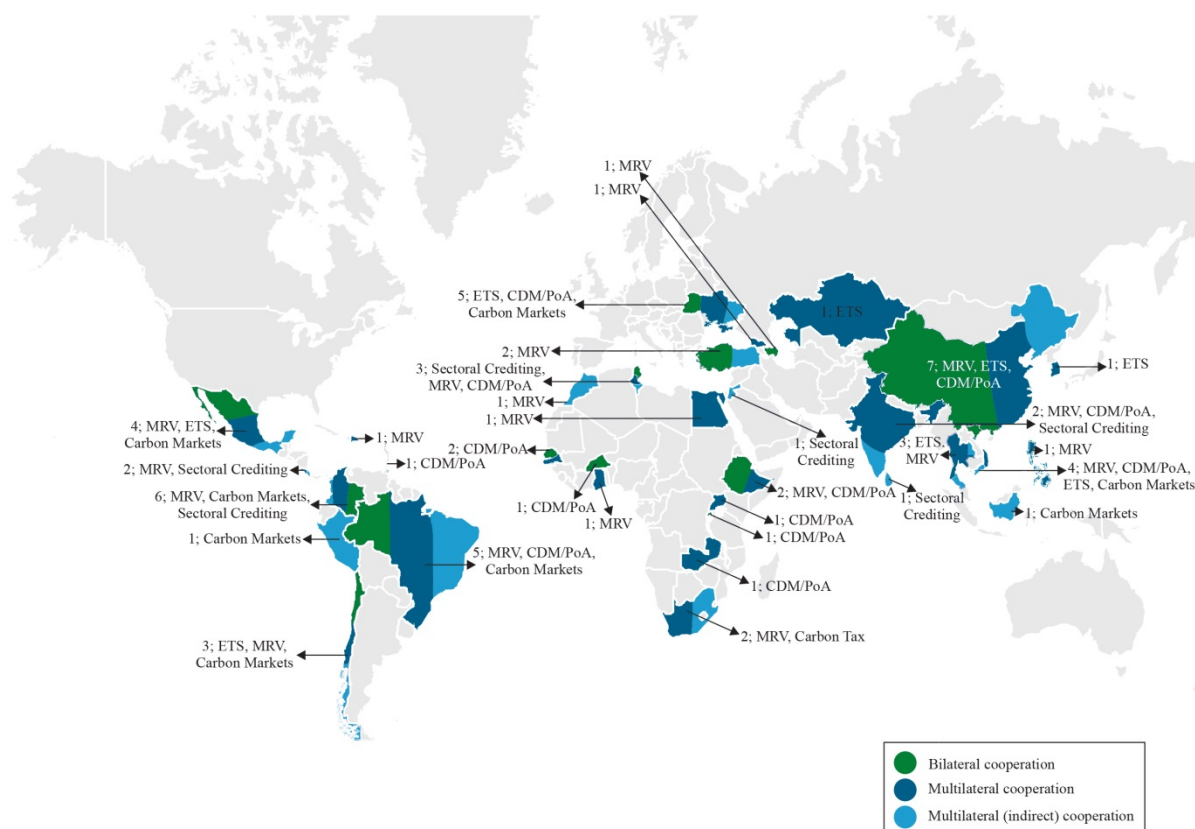 1; MRV
1; MRV
5; ETS, CDM/PoA,
Carbon Markets
1; ETS
2; MRV
3; Sectoral Crediting,
MRV, CDM/PoA
7; MRV, ETS,
CDM/PoA
1; ETS
1; MRV
1; MRV
2; MRV, CDM/PoA,
Sectoral Crediting
4; MRV, ETS,
Carbon Markets
1; MRV
2; CDM/PoA
1; Sectoral
Crediting
3; ETS.
MRV
1; MRV
1; CDM/PoA
2; MRV, Sectoral Crediting
4; MRV, CDM/PoA,
ETS, Carbon Markets
2; MRV, CDM/PoA
1; Sectoral
Crediting
6; MRV, Carbon Markets,
Sectoral Crediting
1; CDM/PoA
1; MRV
1; CDM/PoA
1; CDM/PoA
1; Carbon Markets
1; Carbon Markets
5; MRV, CDM/PoA,
Carbon Markets
1; CDM/PoA
2; MRV, Carbon Tax
3; ETS, MRV,
Carbon Markets
Bilateral cooperation
Multilateral cooperation
Multilateral (indirect) cooperation